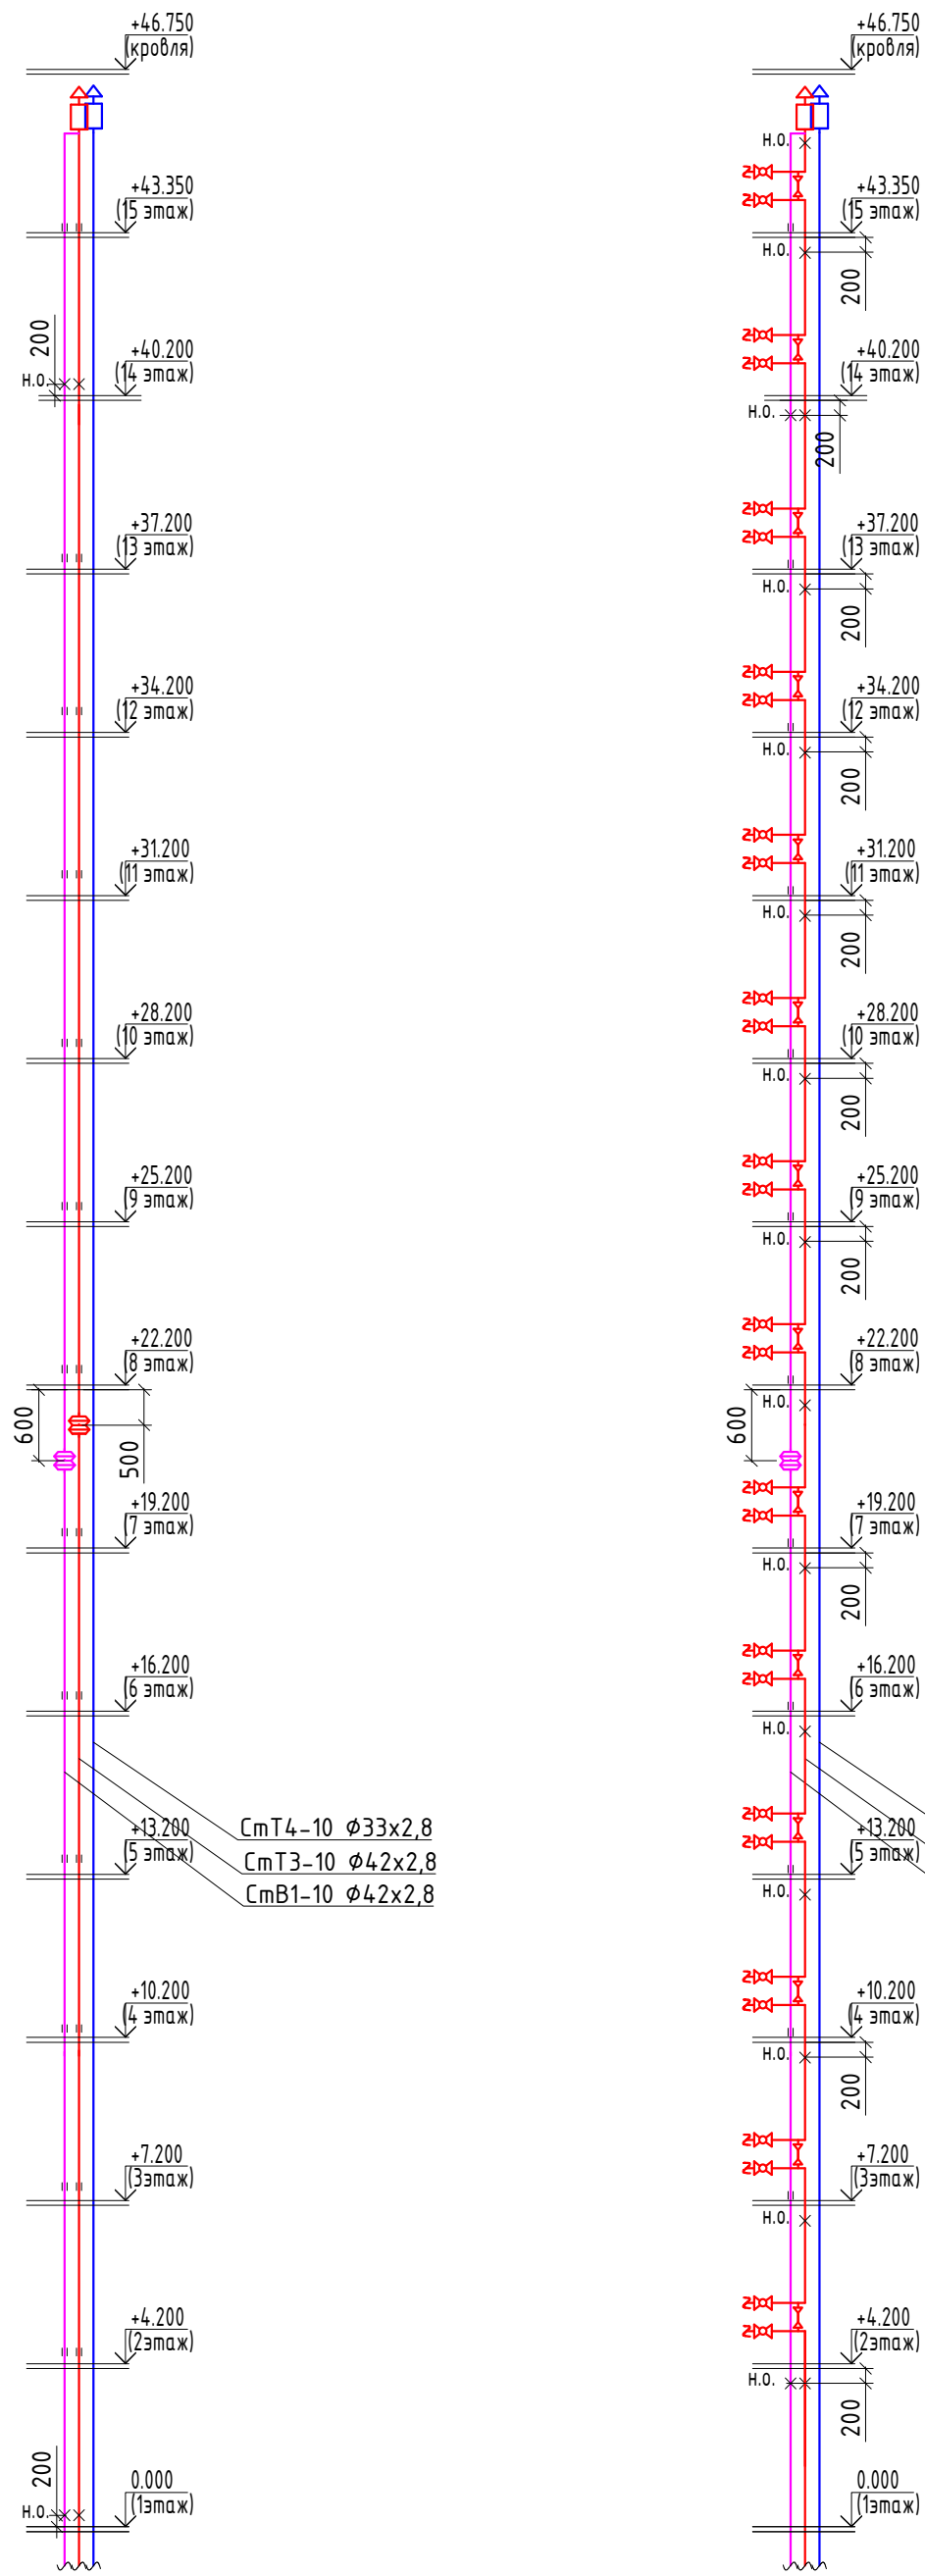 +46.750
(кровля)
+43.350
(15 этаж)
200
+40.200
(14 этаж)
н.о.
+37.200
(13 этаж)
+34.200
(12 этаж)
+31.200
(11 этаж)
+28.200
(10 этаж)
+25.200
(9 этаж)
+22.200
(8 этаж)
600
500
+19.200
(7 этаж)
+16.200
(6 этаж)
СтТ4-10 Ф33х2,8
+13.200
(5 этаж)
СтТ3-10 Ф42х2,8
СтВ1-10 Ф42х2,8
+10.200
(4 этаж)
+7.200
(3этаж)
+4.200
(2этаж)
200
0.000
(1этаж)
н.о.
+46.750
(кровля)
н.о.
+43.350
(15 этаж)
н.о.
200
+40.200
(14 этаж)
н.о.
200
+37.200
(13 этаж)
н.о.
200
+34.200
(12 этаж)
н.о.
200
+31.200
(11 этаж)
н.о.
200
+28.200
(10 этаж)
н.о.
200
+25.200
(9 этаж)
н.о.
200
+22.200
(8 этаж)
н.о.
600
+19.200
(7 этаж)
н.о.
200
+16.200
(6 этаж)
н.о.
+13.200
(5 этаж)
н.о.
+10.200
(4 этаж)
н.о.
200
+7.200
(3этаж)
н.о.
+4.200
(2этаж)
н.о.
200
0.000
(1этаж)